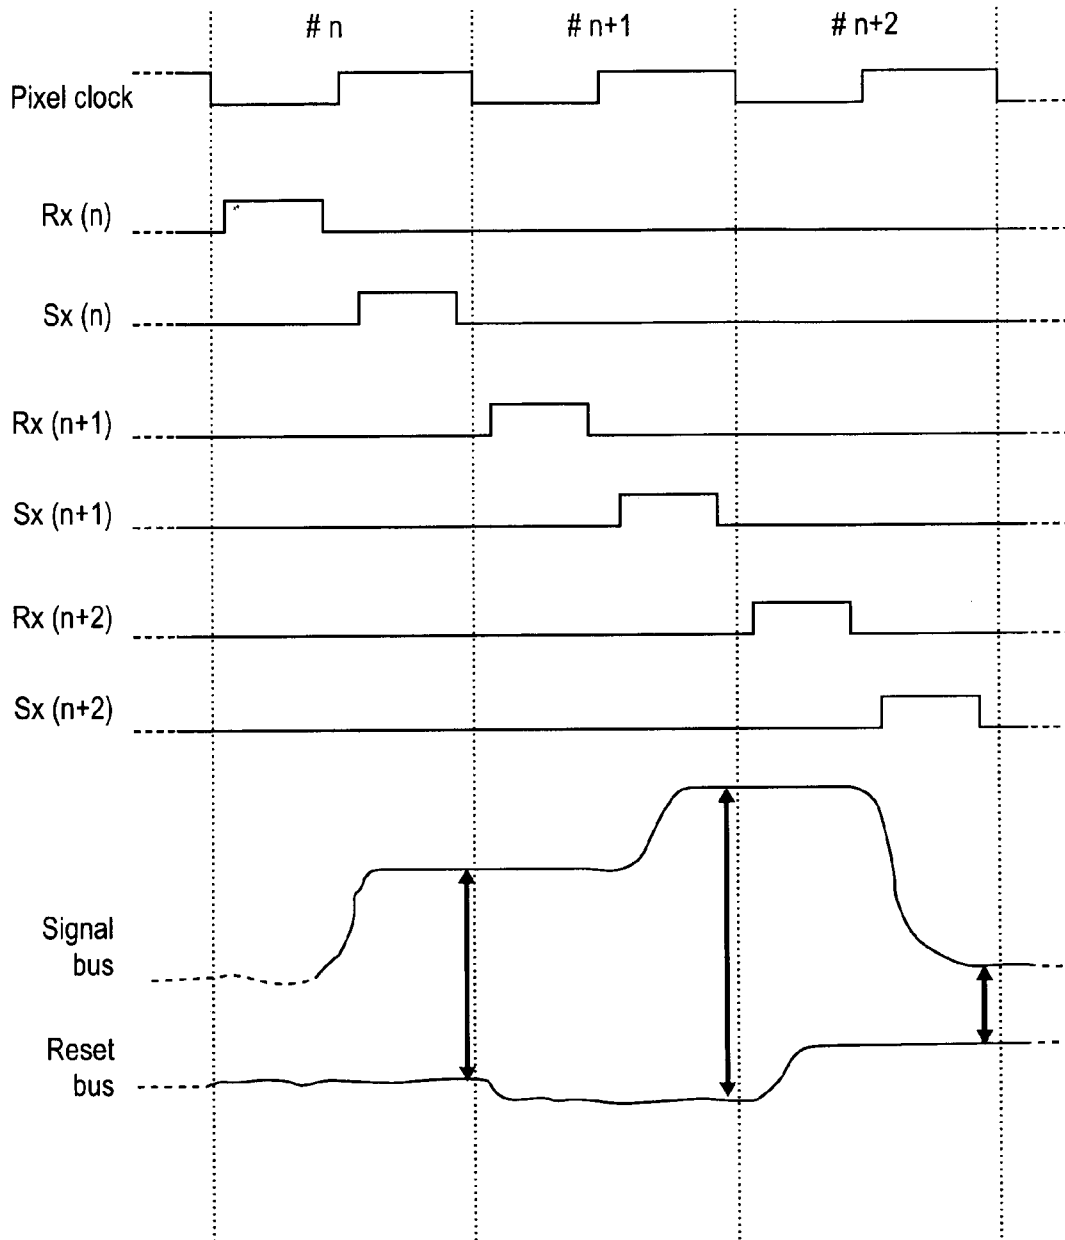 # n
# n+1
# n+2
Pixel clock
Rx (n)
Sx (n)
Rx (n+1)
Sx (n+1)
Rx (n+2)
Sx (n+2)
Signal
bus
Reset
bus